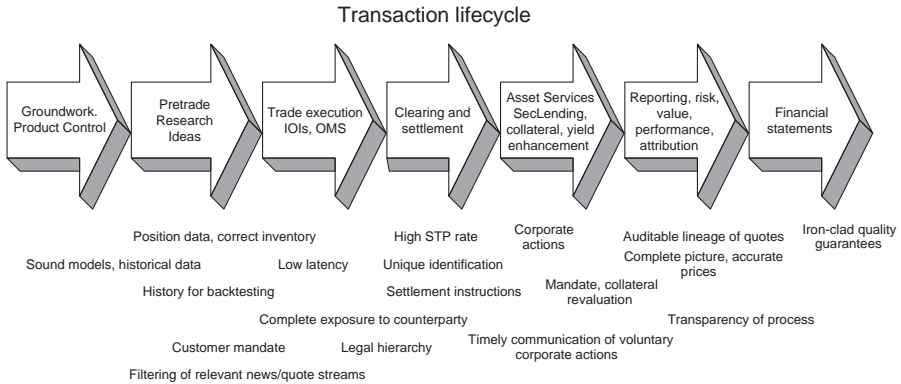 Transaction lifecycle
Groundwork.
Product Control
Pretrade
Research
Ideas
Trade execution
IOIs, OMS
Clearing and
settlement
Asset Services
SecLending,
collateral, yield
enhancement
Reporting, risk,
value,
performance,
attribution
Financial
statements
Position data, correct inventory
High STP rate
Corporate
actions
Auditable lineage of quotes
Iron-clad quality
guarantees
Sound models, historical data
Low latency
Unique identification
Complete picture, accurate
prices
History for backtesting
Settlement instructions
Mandate, collateral
revaluation
Complete exposure to counterparty
Transparency of process
Customer mandate
Legal hierarchy
Timely communication of voluntary
corporate actions
Filtering of relevant news/quote streams